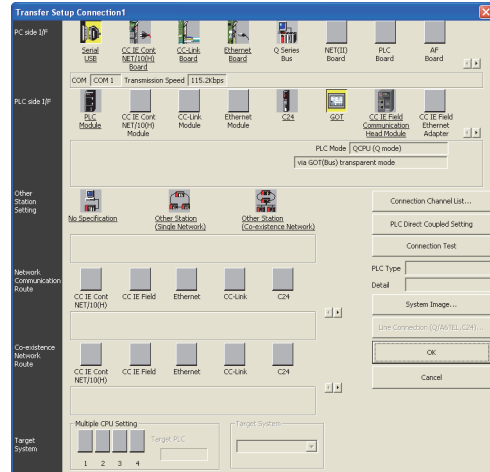 Transfer Setup Connection1
PC side I/F
Serial
USB
CC IE Cont
NET/10(H)
Board
CC-Link
Board
Ethernet
Board
Q Series
Bus
NET(II)
Board
PLC
Board
AF
Board
COM COM 1 Transmission Speed 115.2Kbps
PLC side I/F
PLC
Module
CC IE Cont
NET/10(H)
Module
CC-Link
Module
Ethernet
Module
C24
GOT
CC IE Field
Communication
Head Module
CC IE Field
Ethernet
Adapter
PLC Mode QCPU (Q mode)
via GOT(Bus) transparent mode
Other
Station
Setting
No Specification
Other Station
(Single Network)
Other Station
(Co-existence Network)
Connection Channel List...
PLC Direct Coupled Setting
Connection Test
PLC Type
Detail
System Image...
Line Connection (Q/A6TEL,C24)...
OK
Cancel
Network
Communication
Route
CC IE Cont
NET/10(H)
CC IE Field
Ethernet
CC-Link
C24
Co-existence
Network
Route
CC IE Cont
NET/10(H)
CC IE Field
Ethernet
CC-Link
C24
Target
System
Multiple CPU Setting
1 2 3 4
Target PLC
Target System